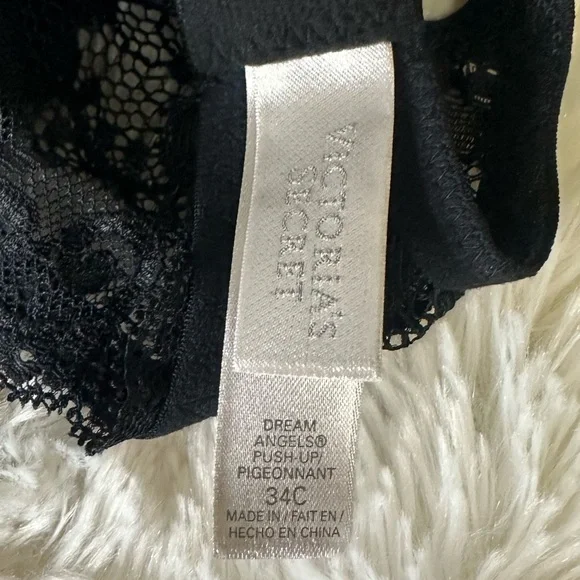 VICTORIA'S
SECRET
DREAM
ANGELS®
PUSH-UP/
PIGEONNANT
34C
MADE IN / FAIT EN /
HECHO EN CHINA